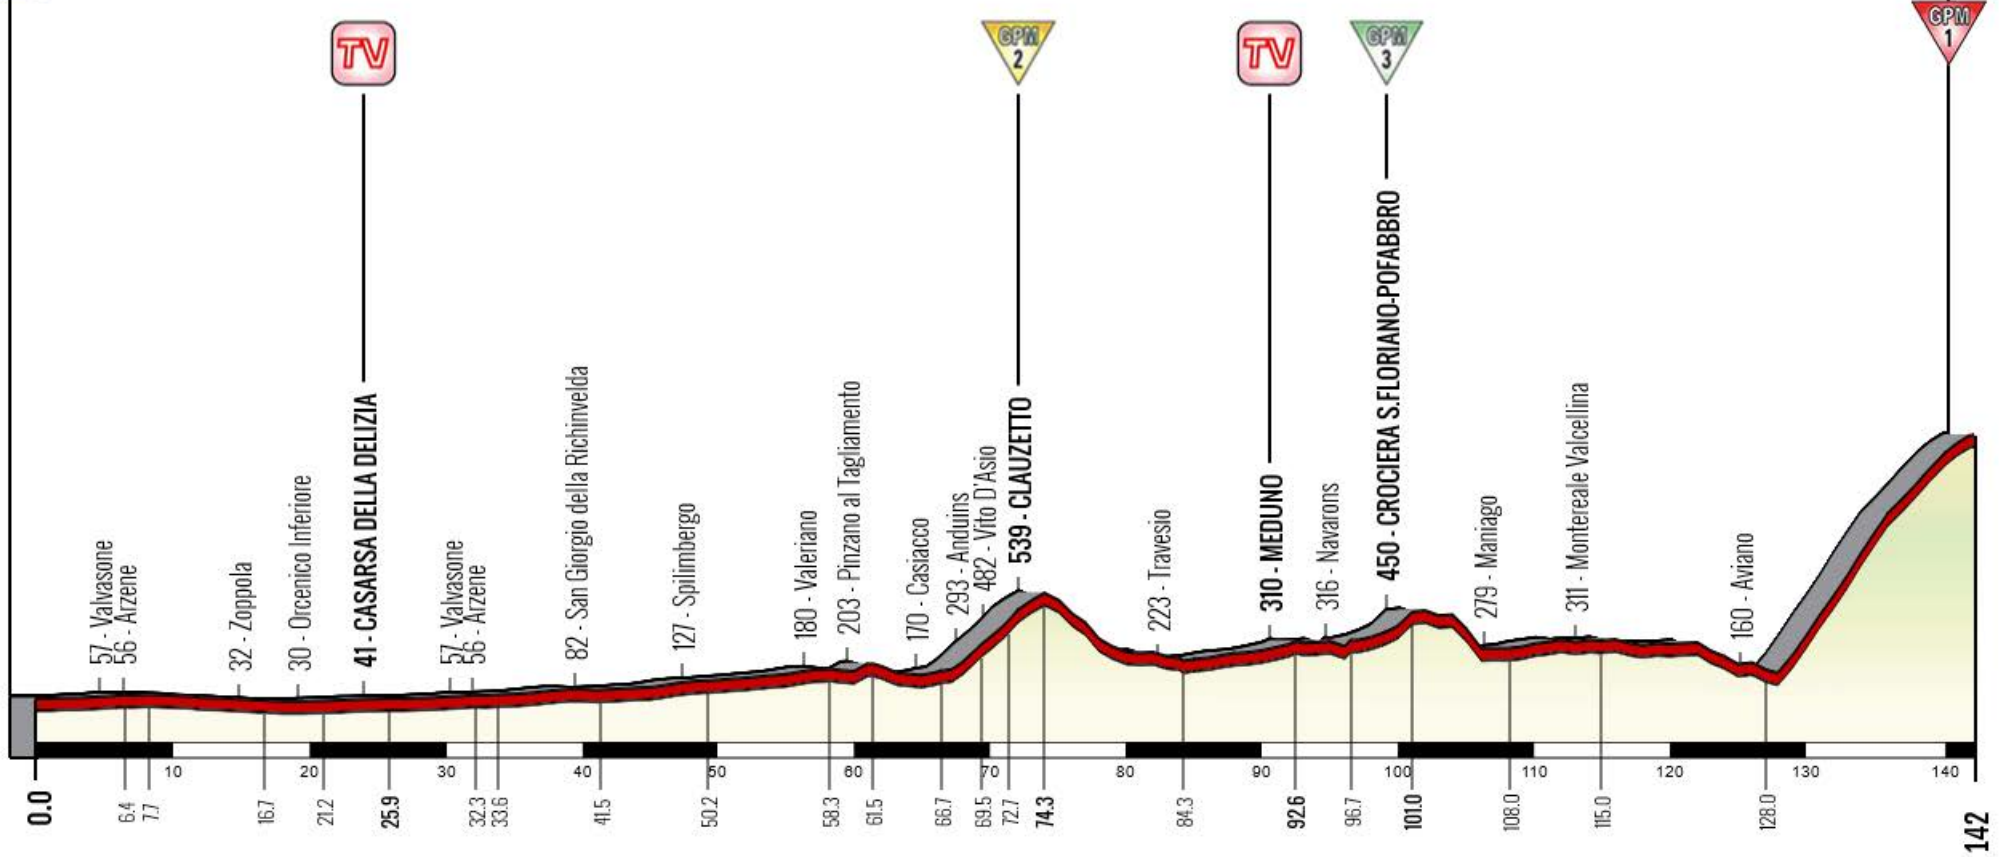 TV
GPM
2
TV
GPM
3
GPM
1
57 - Valvasone
56 - Arzene
32 - Zoppola
30 - Orcenico Inferiore
41 - CASARSA DELLA DELIZIA
57 - Valvasone
56 - Arzene
82 - San Giorgio della Richinvelda
127 - Spilimbergo
180 - Valeriano
203 - Pinzano al Tagliamento
170 - Casiacco
293 - Anduins
482 - Vito D'Asio
539 - CLAUZETTO
223 - Travesio
310 - MEDUNO
316 - Navarons
450 - CROCIERA S.FLORIANO-POFABBRO
279 - Maniago
311 - Montereale Valcellina
160 - Aviano
10 20 30 40 50 60 70 80 90 100 110 120 130 140
0.0 6.4 7.7 16.7 21.2 25.9 32.3 33.6 41.5 50.2 58.3 61.5 66.7 69.5 72.7 74.3 84.3 92.6 96.7 101.0 108.0 115.0 128.0 142